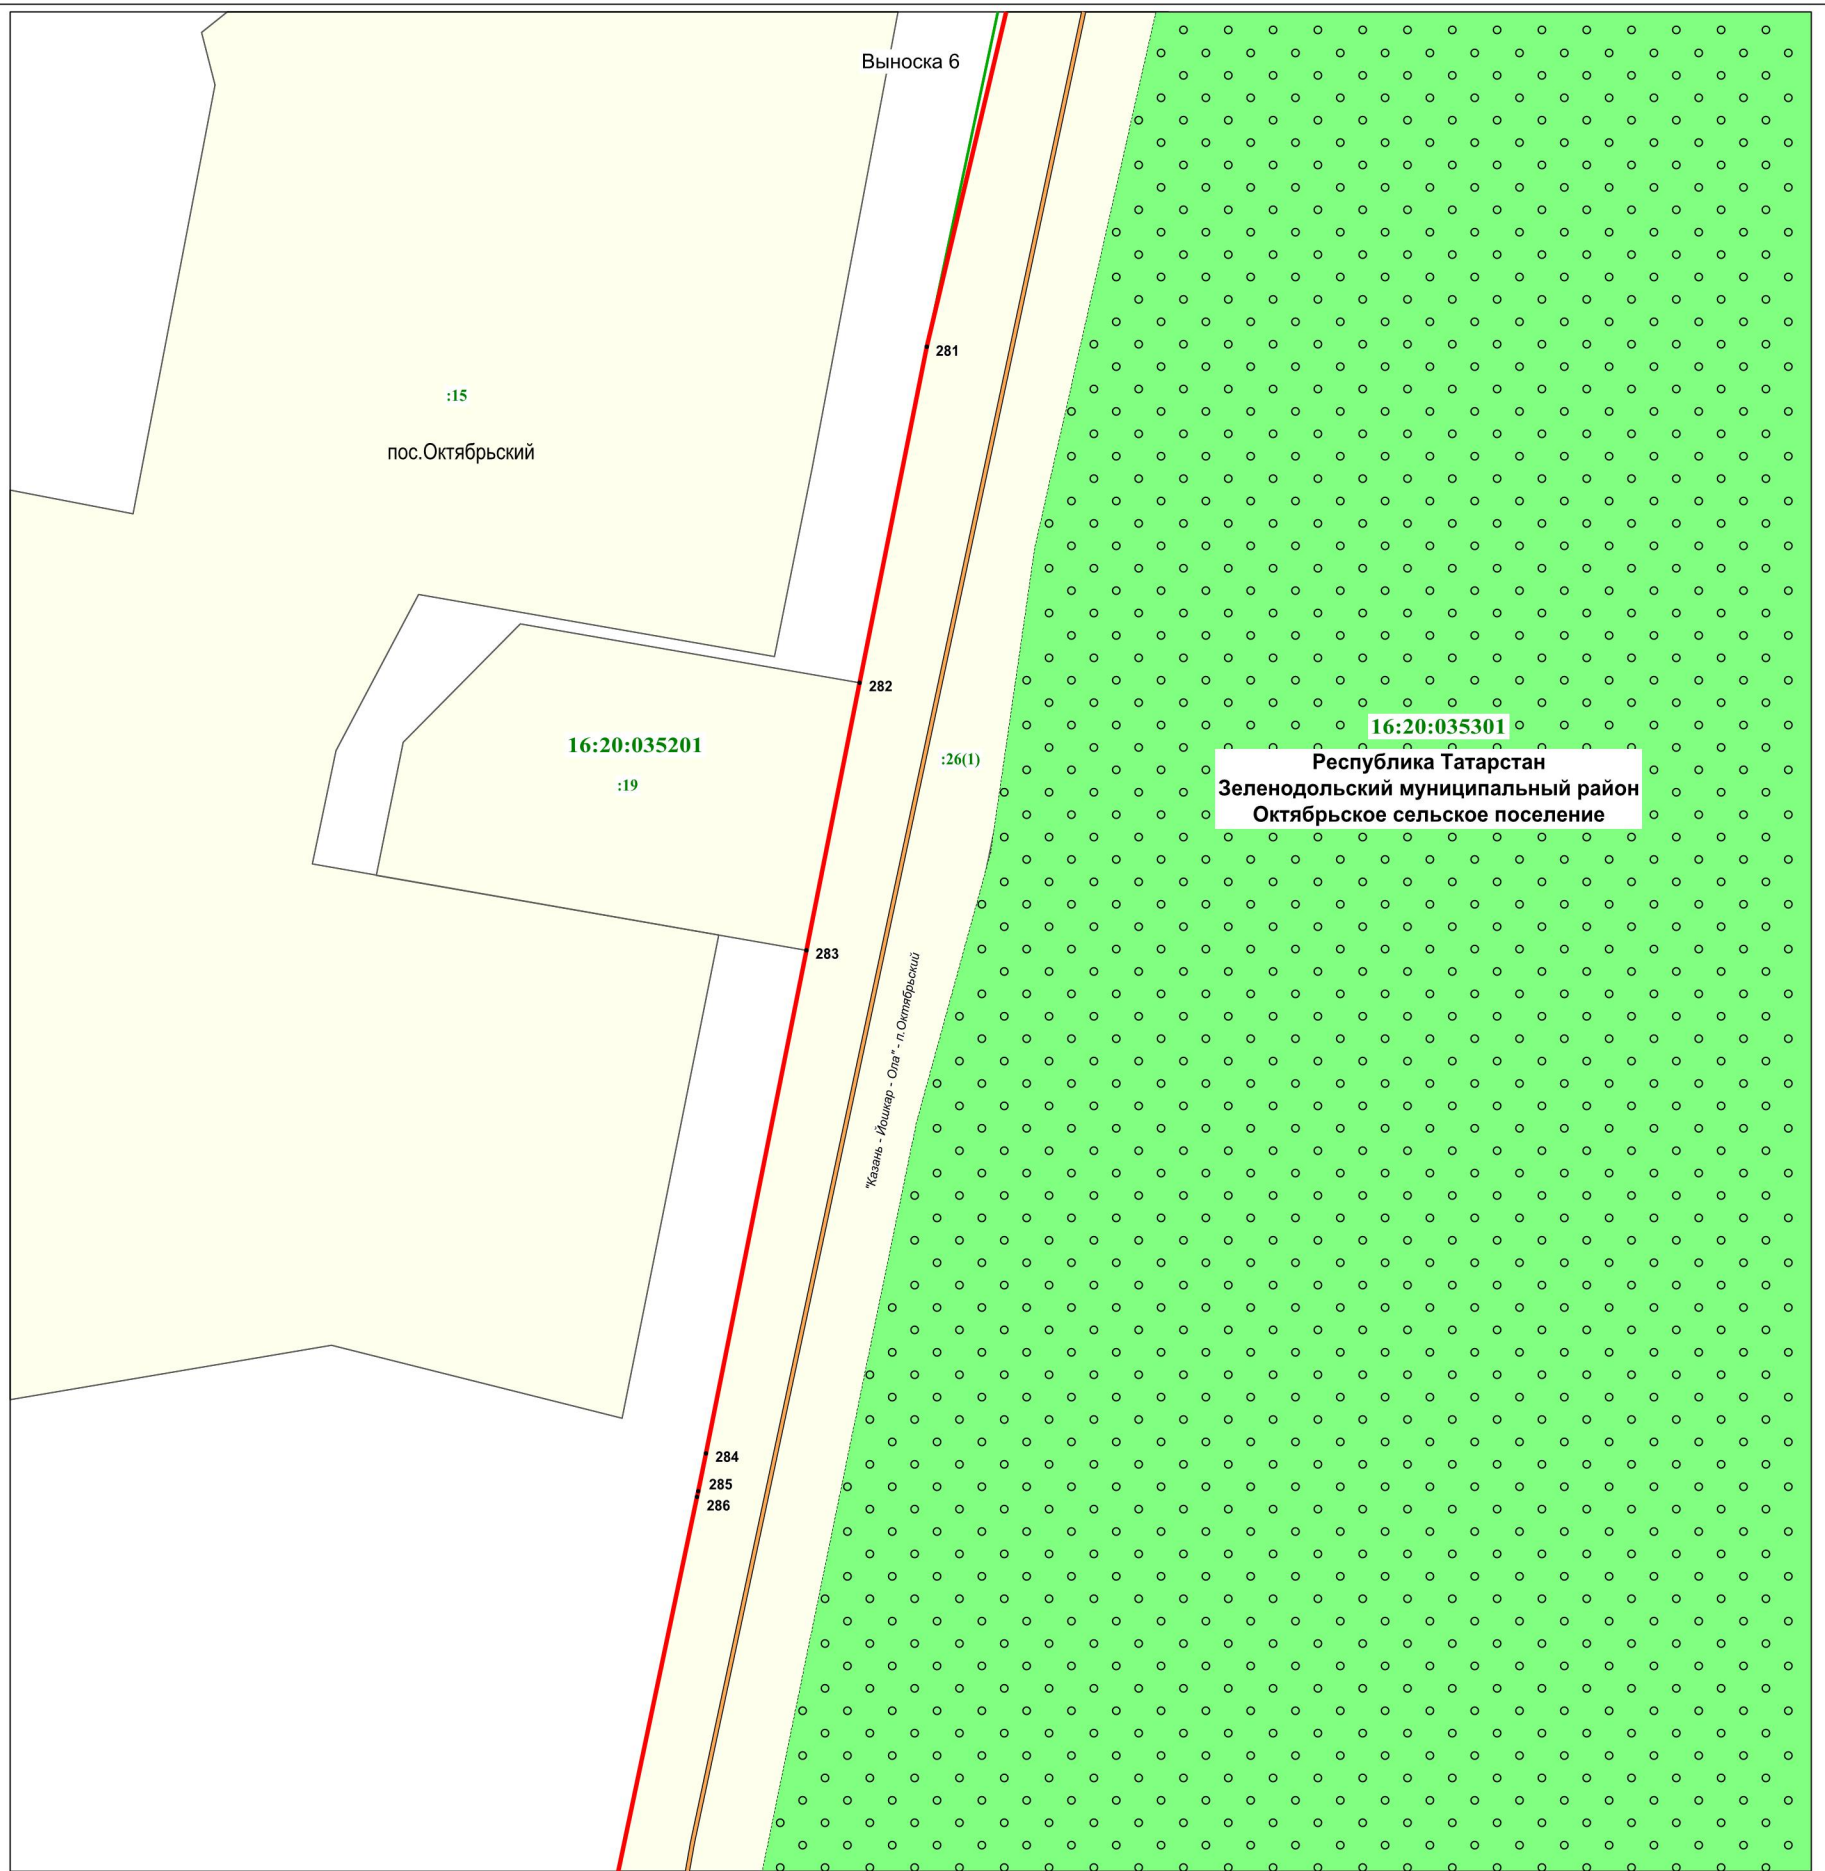 Выноска 6
281
:15
пос.Октябрьский
282
16:20:035201
:19
:26(1)
16:20:035301
Республика Татарстан
Зеленодольский муниципальный район
Октябрьское сельское поселение
283
"Казань - Йошкар - Ола" - п.Октябрьский
284
285
286